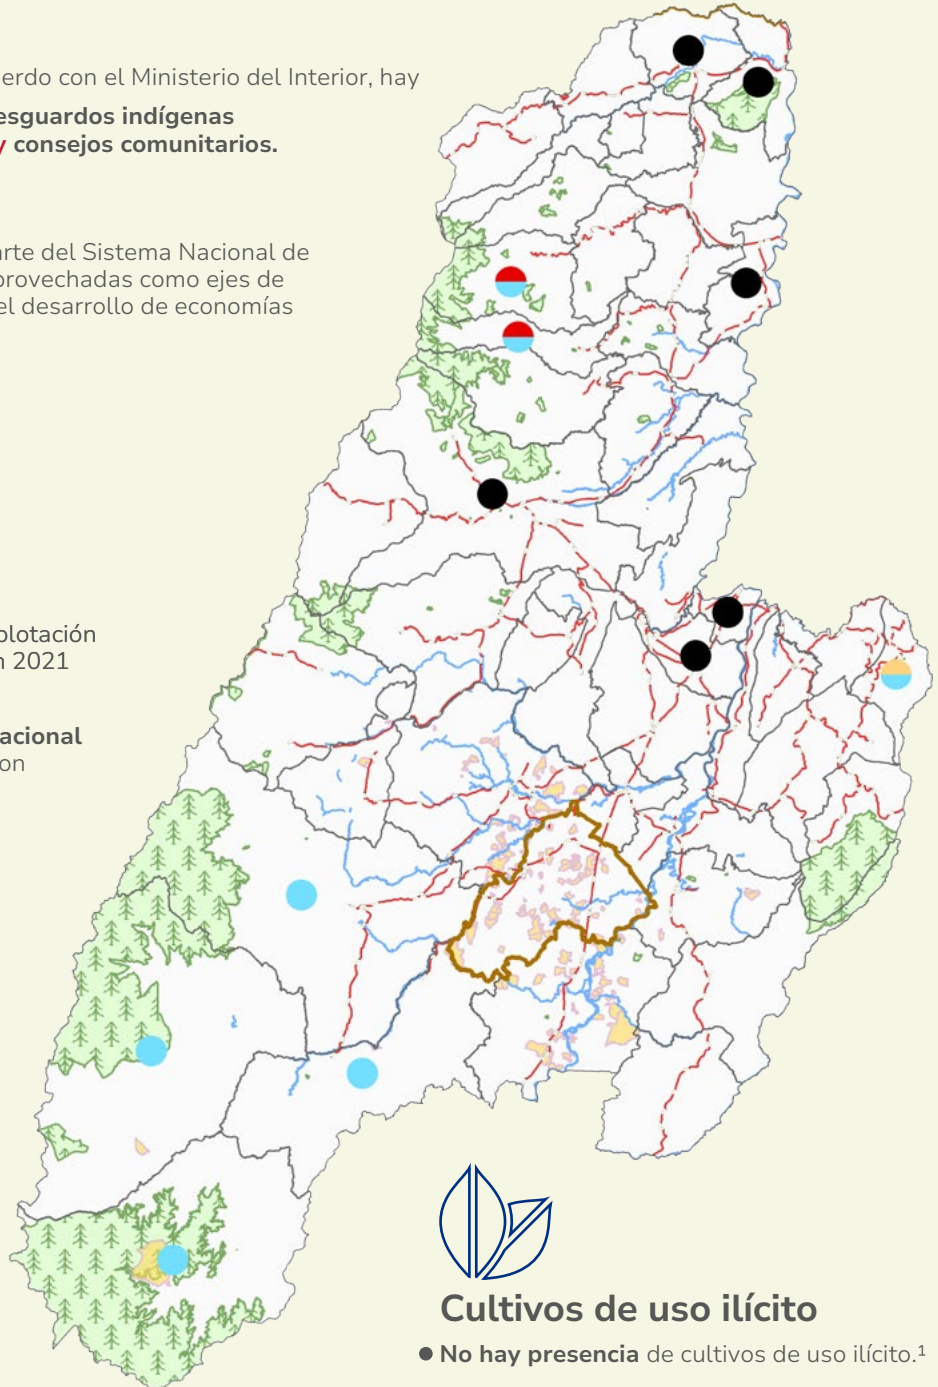 erdo con el Ministerio del Interior, hay
esguardos indígenas
y consejos comunitarios.
arte del Sistema Nacional de
provechadas como ejes de
el desarrollo de economías
plotación
n 2021
acional
on
Cultivos de uso ilícito
● No hay presencia de cultivos de uso ilícito.¹